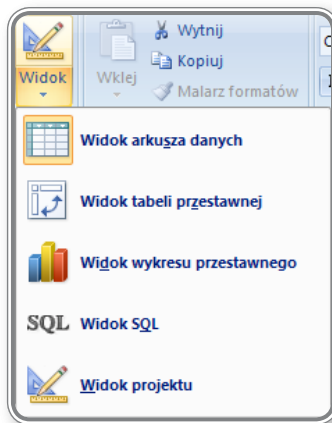 Wytnij
Kopiuj
Widok
Wklej
Malarz formatów
Widok arkusza danych
Widok tabeli przestawnej
Widok wykresu przestawnego
SQL Widok SQL
Widok projektu